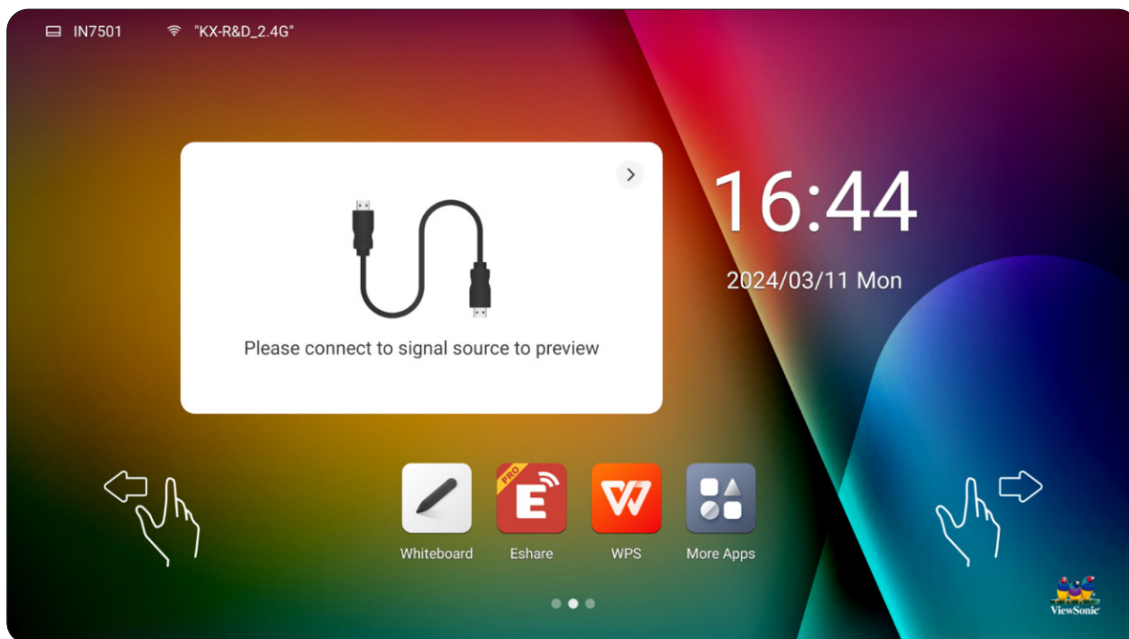 IN7501
"KX-R&D_2.4G"
16:44
2024/03/11 Mon
Please connect to signal source to preview
PRO
E
W
Whiteboard
Eshare
WPS
More Apps
ViewSonic